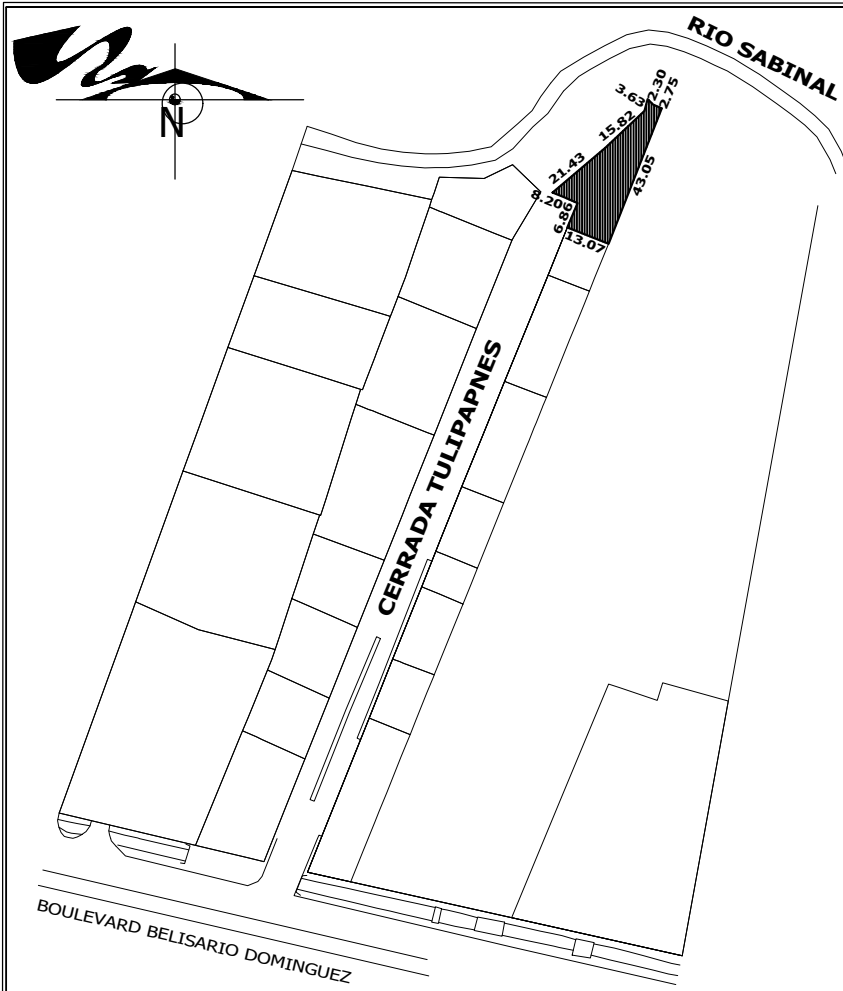 RIO SABINAL
N
2.30
3.63
2.75
15.82
21.43
43.05
8.20
6.86
13.07
CERRADA TULIPAPNES
BOULEVARD BELISARIO DOMINGUEZ